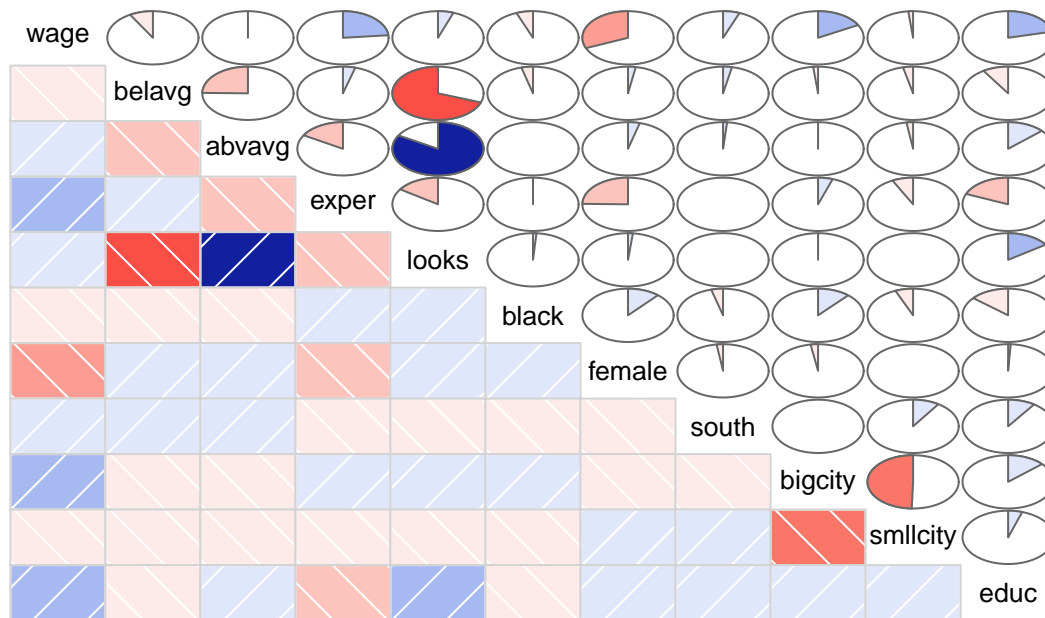 wage
belavg
abvavg
exper
looks
black
female
south
bigcity
smllcity
educ